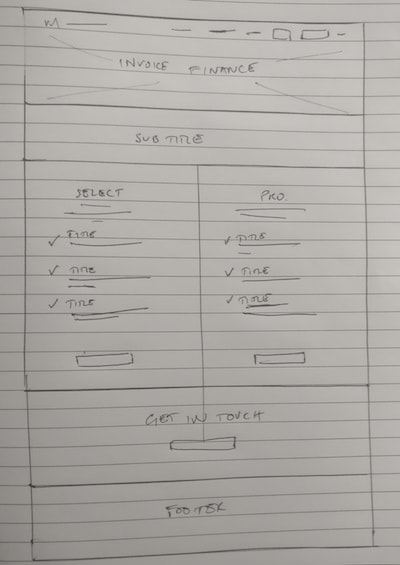 INVOICE FINANCE
SUB TITLE
SELECT
PRO.
✓ TITLE
✓ TITLE
✓ TITLE
✓ TITLE
✓ TITLE
✓ TITLE
GET IN TOUCH
FOOTER